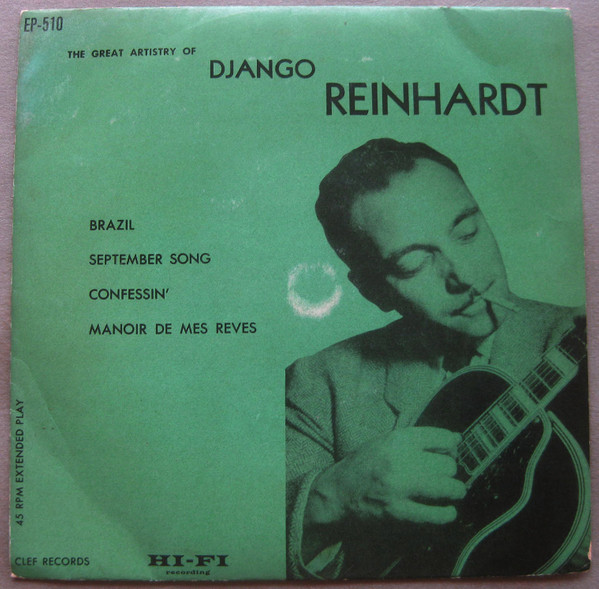 EP-510
THE GREAT ARTISTRY OF
DJANGO
REINHARDT
BRAZIL
SEPTEMBER SONG
CONFESSIN'
MANOIR DE MES REVES
45 RPM EXTENDED PLAY
CLEF RECORDS
HI-FI
recording